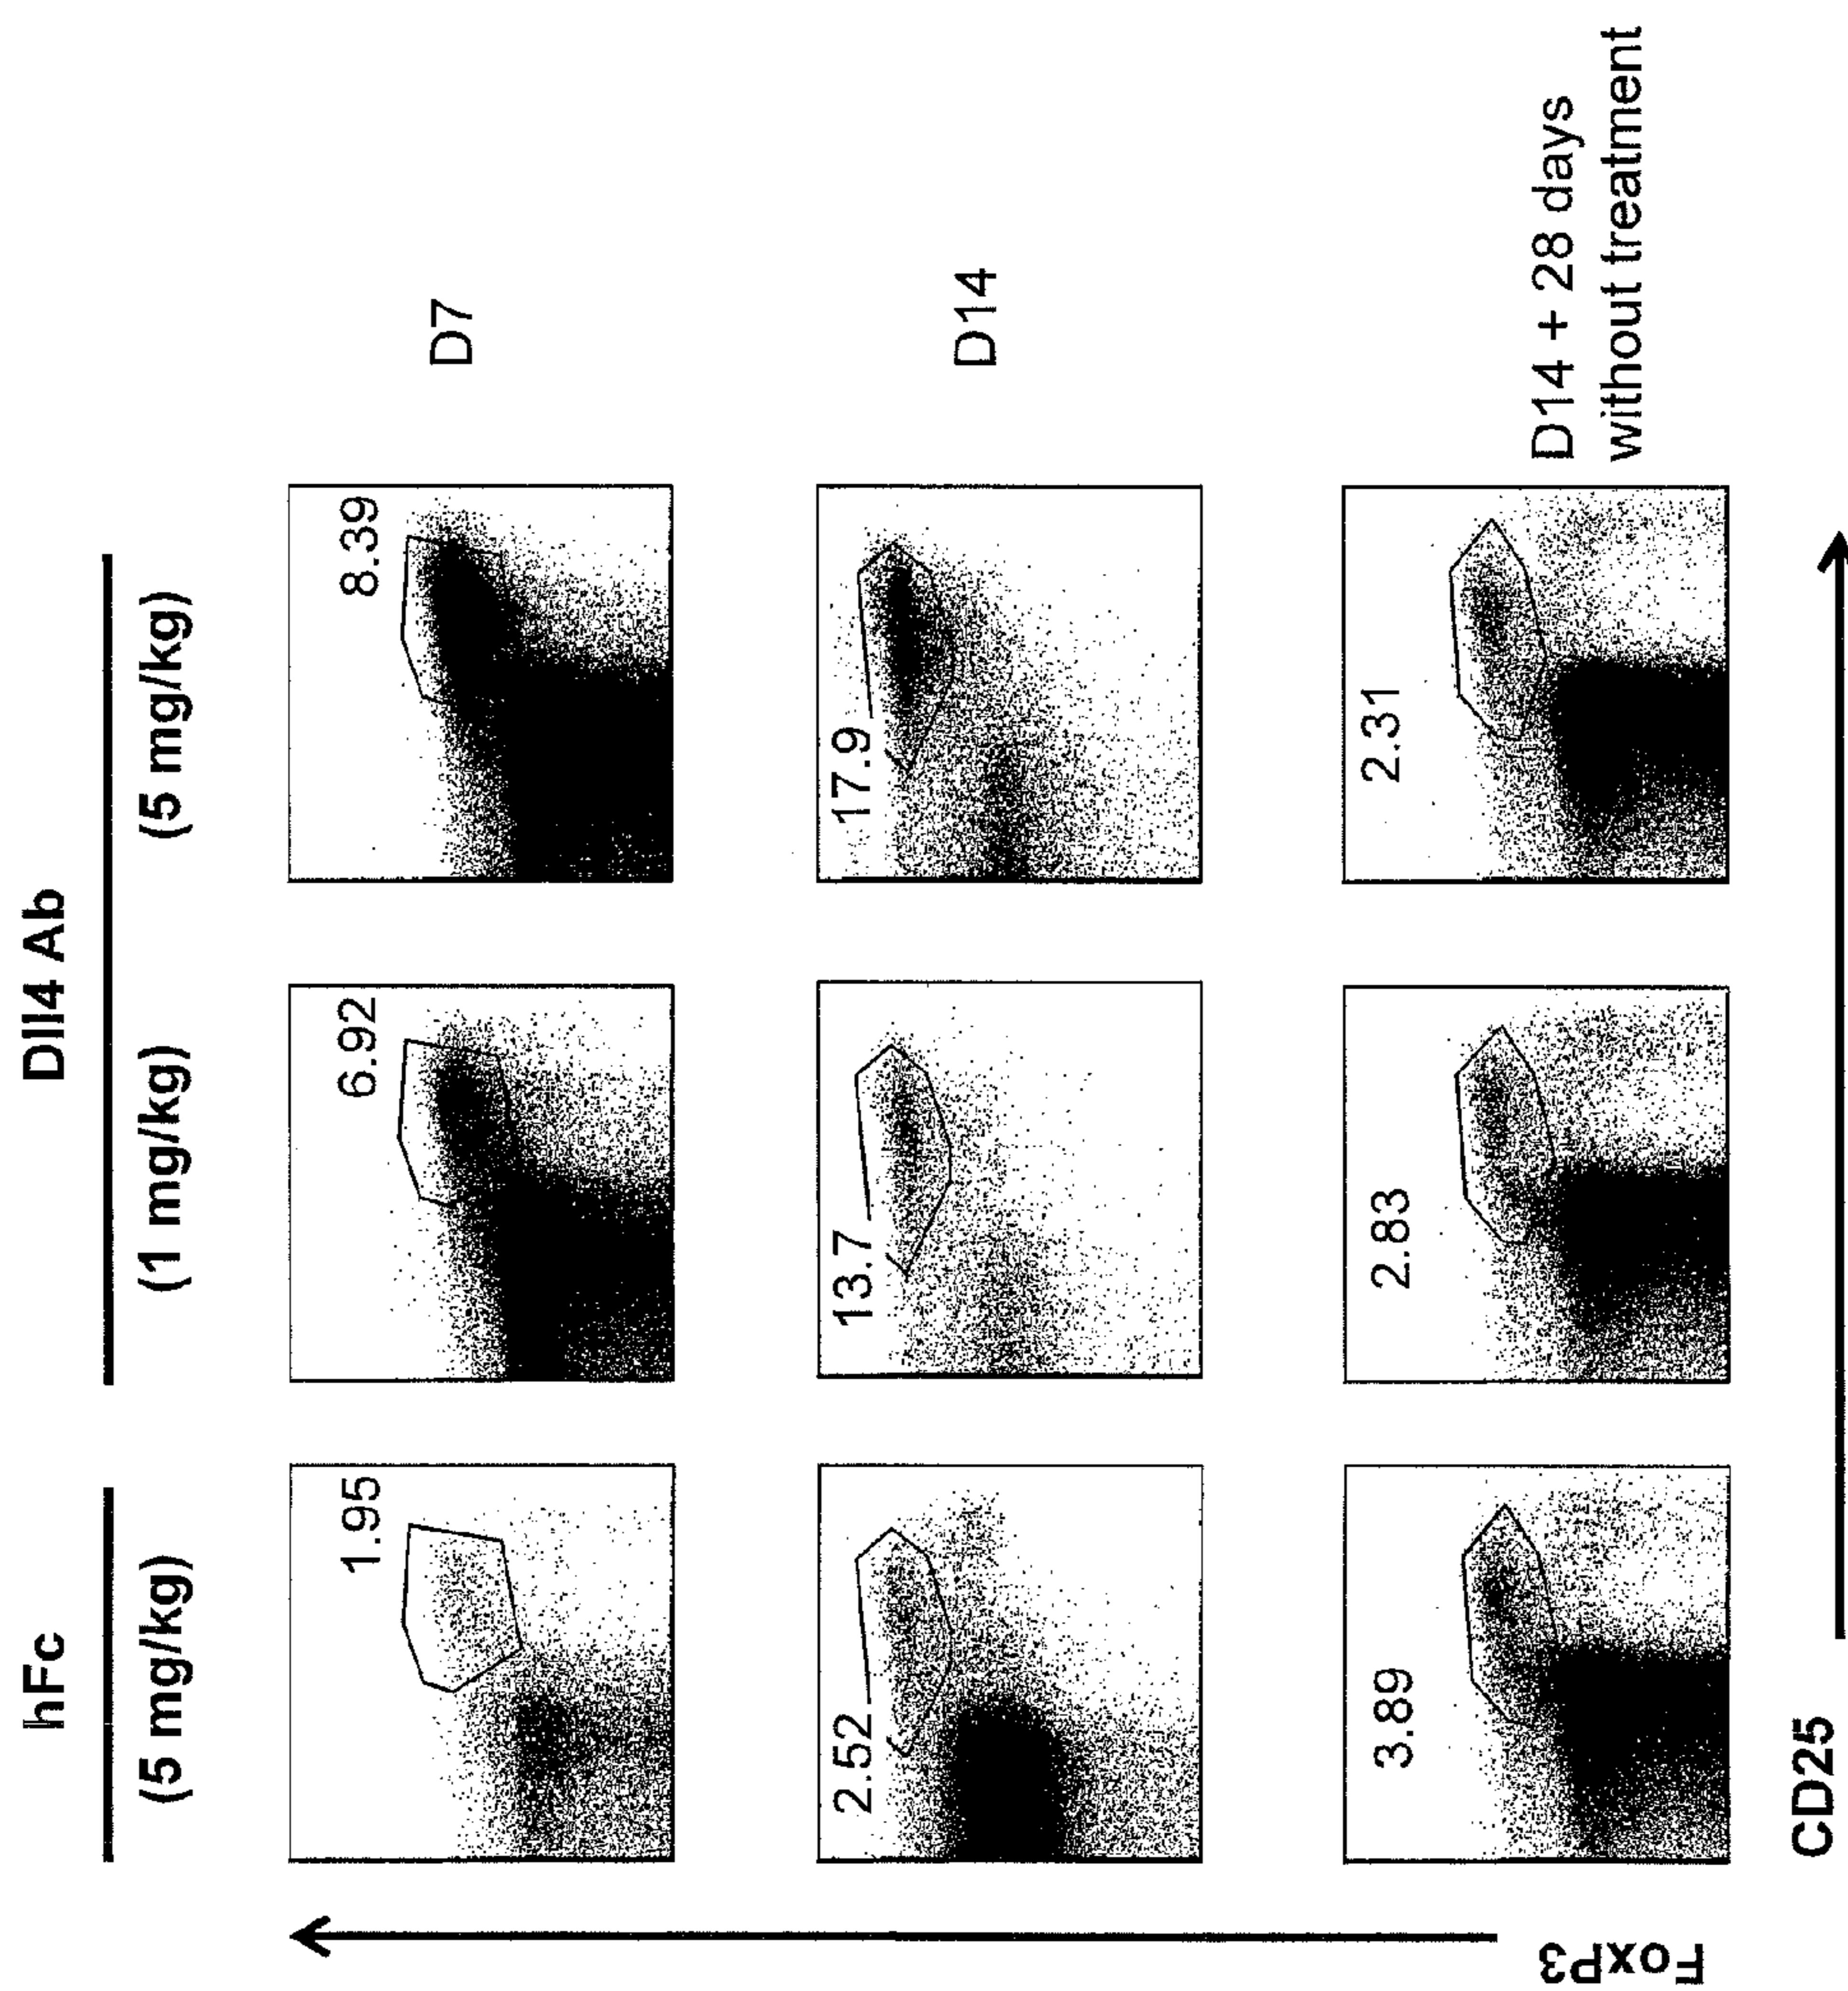 hFc
Dll4 Ab
(5 mg/kg)
(1 mg/kg)
(5 mg/kg)
1.95
6.92
8.39
D7
2.52
13.7
17.9
D14
3.89
2.83
2.31
D14 + 28 days
without treatment
FoxP3
CD25